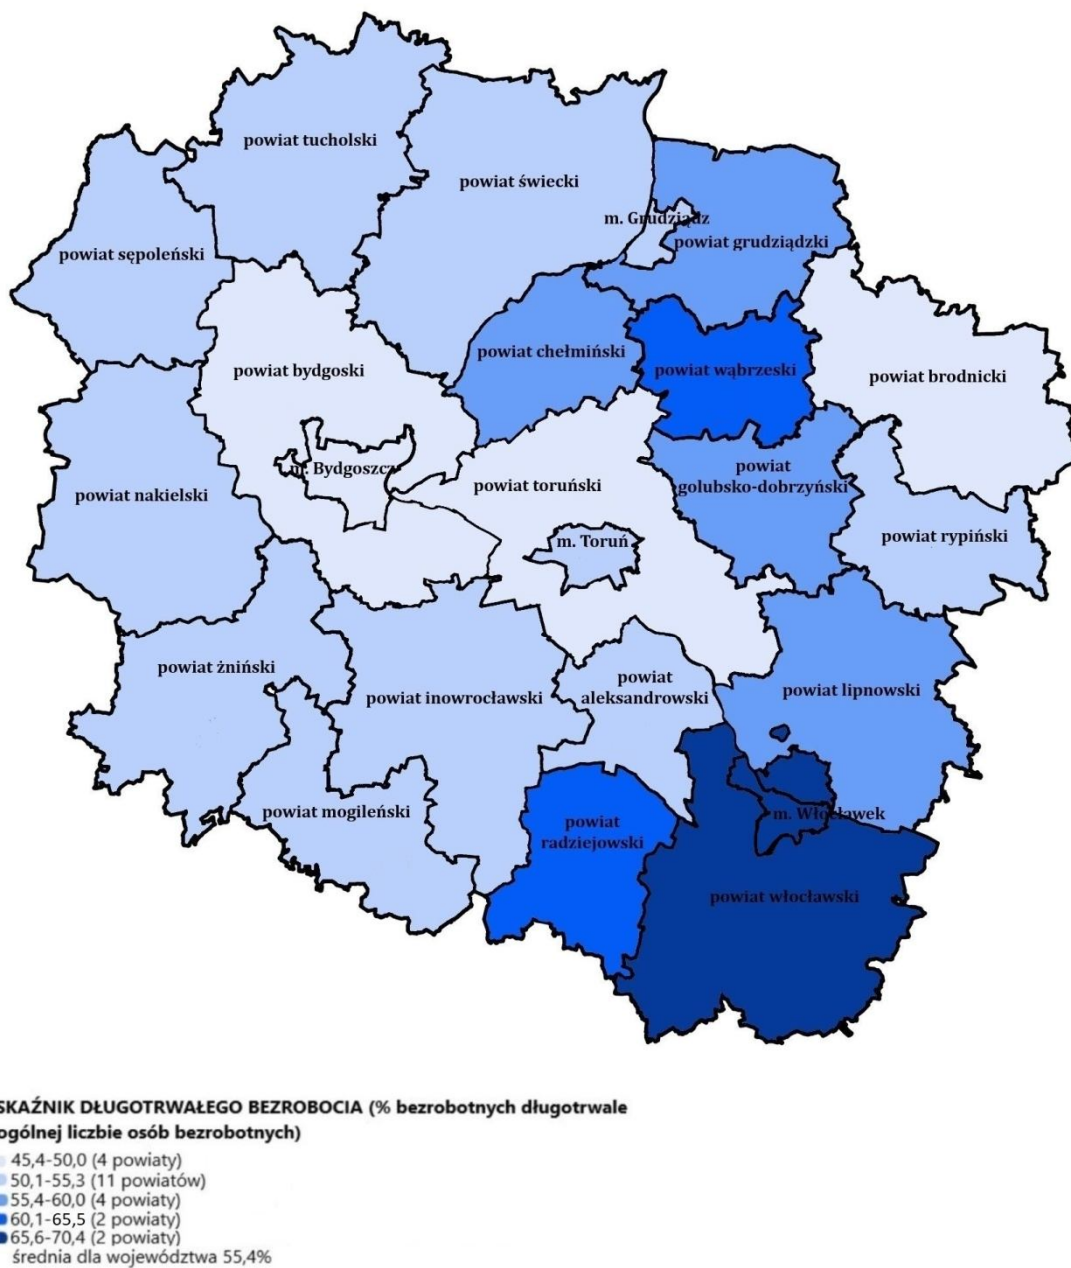 powiat tucholski
powiat świecki
m. Grudziądz
powiat grudziądzki
powiat sępoleński
powiat chełmiński
powiat bydgoski
powiat wąbrzeski
powiat brodnicki
m. Bydgoszcz
powiat
golubsko-dobrzyński
powiat nakielski
powiat toruński
m. Toruń
powiat rypiński
powiat żniński
powiat inowrocławski
powiat
aleksandrowski
powiat lipnowski
powiat mogileński
powiat
radziejowski
m. Włocławek
powiat włocławski
SKAŹNIK DŁUGOTRWAŁEGO BEZROBOCIA (% bezrobotnych długotrwale
ogólnej liczbie osób bezrobotnych)
45,4-50,0 (4 powiaty)
50,1-55,3 (11 powiatów)
55,4-60,0 (4 powiaty)
60,1-65,5 (2 powiaty)
65,6-70,4 (2 powiaty)
średnia dla województwa 55,4%